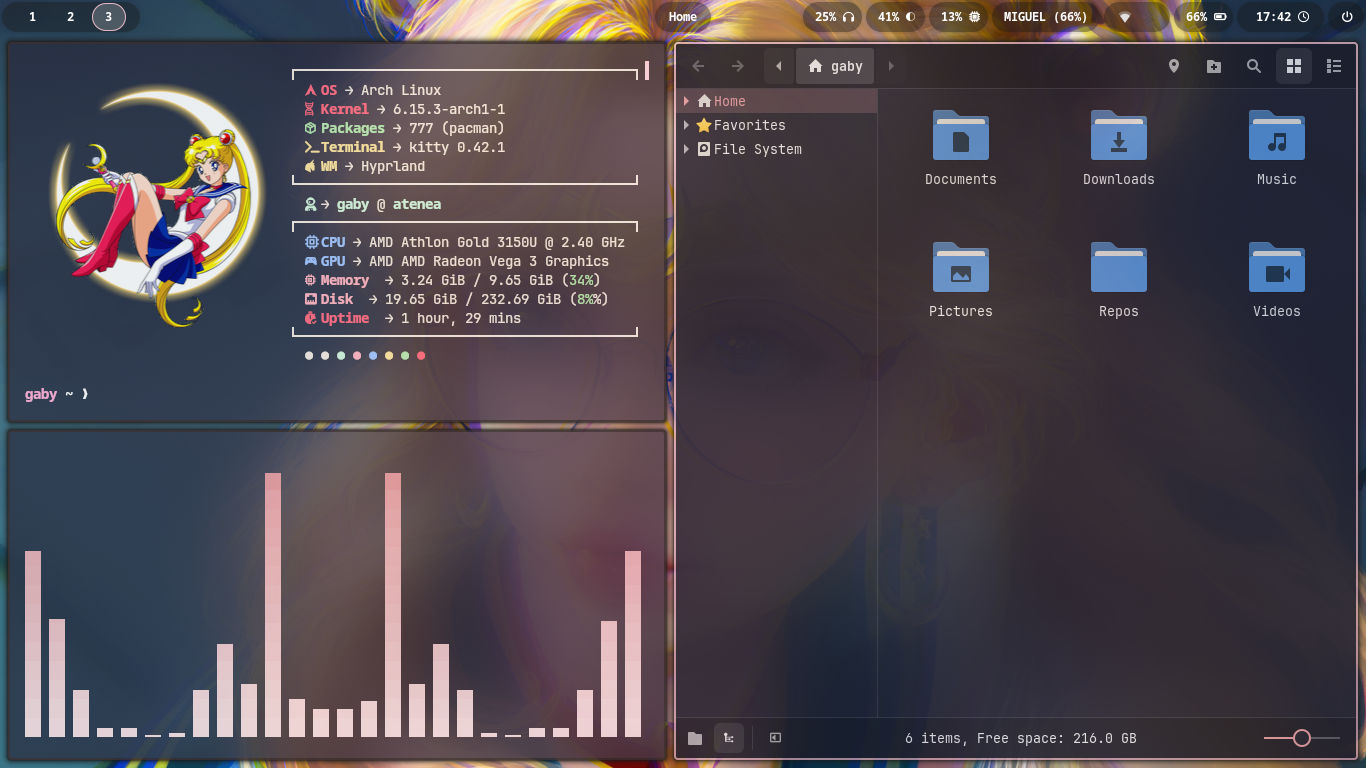 1 2 3 Home 25% 41% 13% MIGUEL (66%) 66% 17:42
OS → Arch Linux
Kernel → 6.15.3-arch1-1
Packages → 777 (pacman)
Terminal → kitty 0.42.1
WM → Hyprland
→ gaby @ atenea
CPU → AMD Athlon Gold 3150U @ 2.40 GHz
GPU → AMD AMD Radeon Vega 3 Graphics
Memory → 3.24 GiB / 9.65 GiB (34%)
Disk → 19.65 GiB / 232.69 GiB (8%%)
Uptime → 1 hour, 29 mins
gaby ~ ❫
gaby
Home
Favorites
File System
Documents Downloads Music
Pictures Repos Videos
6 items, Free space: 216.0 GB